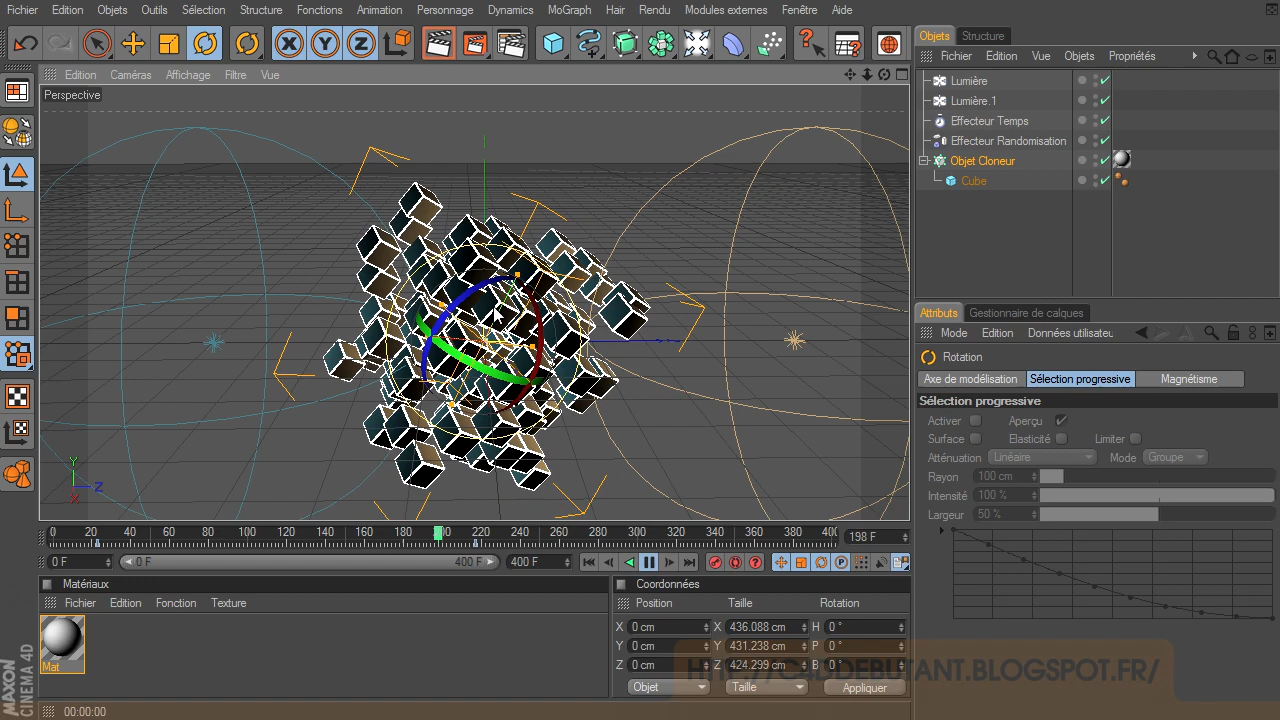 Fichier Edition Objets Outils Sélection Structure Fonctions Animation Personnage Dynamics MoGraph Hair Rendu Modules externes Fenêtre Aide
X Y Z
Edition Caméras Affichage Filtre Vue
Perspective
Y
Z
X
Objets Structure
Fichier Edition Vue Objets Propriétés
Lumière
Lumière.1
Effecteur Temps
Effecteur Randomisation
Objet Cloneur
Cube
Attributs Gestionnaire de calques
Mode Edition Données utilisateu
Rotation
Axe de modélisation Sélection progressive Magnétisme
Sélection progressive
Activer Aperçu
Surface Elasticité Limiter
Atténuation Linéaire Mode Groupe
Rayon 100 cm
Intensité 100 %
Largeur 50 %
0 20 40 60 80 100 120 140 160 180 200 220 240 260 280 300 320 340 360 380 400 198 F
0 F 0 F 400 F 400 F
Matériaux
Fichier Edition Fonction Texture
Mat
Coordonnées
Position Taille Rotation
X 0 cm X 436.088 cm H 0 °
Y 0 cm Y 431.238 cm P 0 °
Z 0 cm Z 424.299 cm B 0 °
Objet Taille Appliquer
HTTP://C4DDEBUTANT.BLOGSPOT.FR/
MAXON
CINEMA 4D
00:00:00